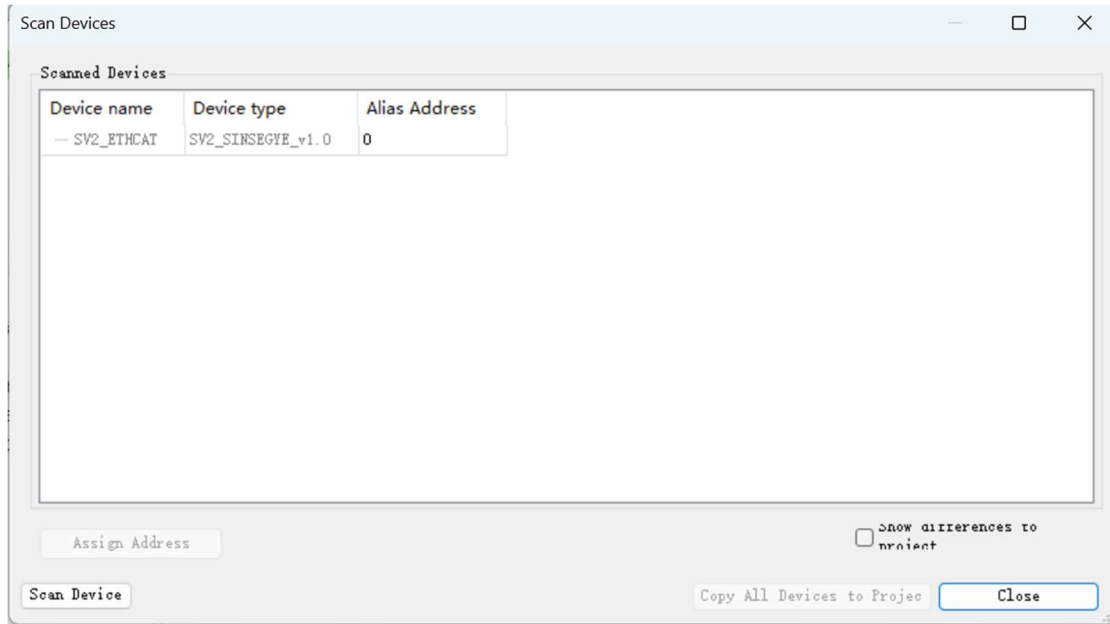 Scan Devices
Scanned Devices
Device name Device type Alias Address
SV2_ETHCAT SV2_SINSEGYE_v1.0 0
Assign Address
Show differences to
project
Scan Device Copy All Devices to Projec Close